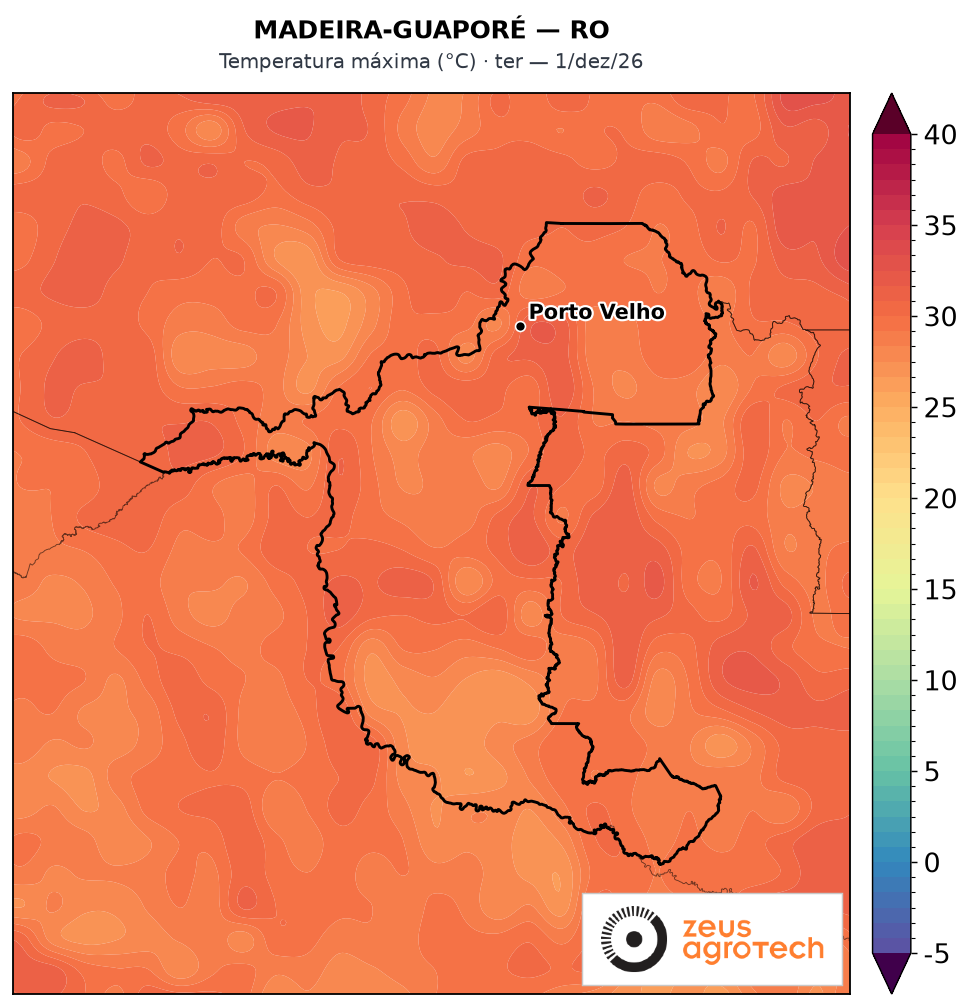 MADEIRA-GUAPORÉ — RO
Temperatura máxima (°C) · ter — 1/dez/26
Porto Velho
40
35
30
25
20
15
10
5
0
-5
zeus
agrotech